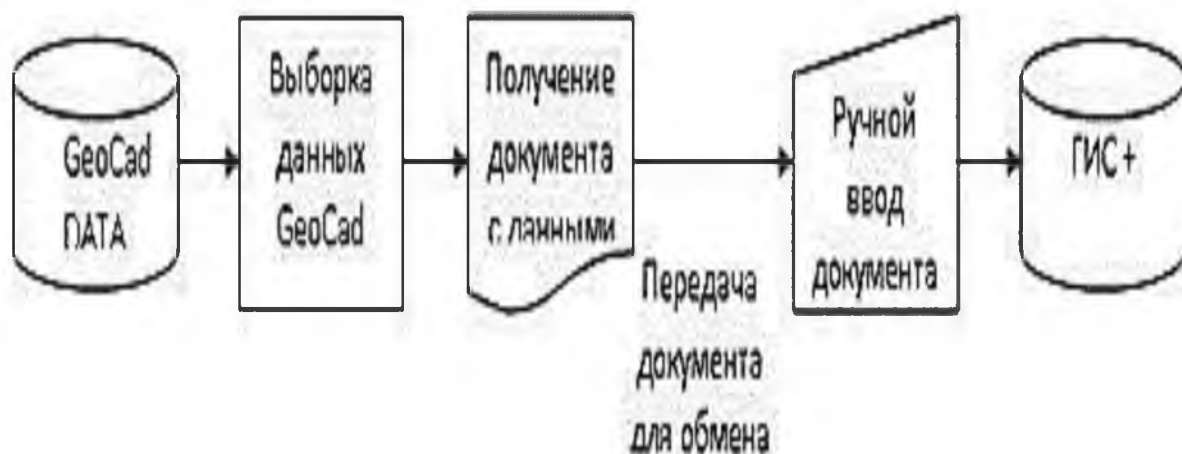 GeoCad
DATA
Выборка
данных
GeoCad
Получение
документа
с данными
Передача
документа
для обмена
Ручной
ввод
документа
ГИС +